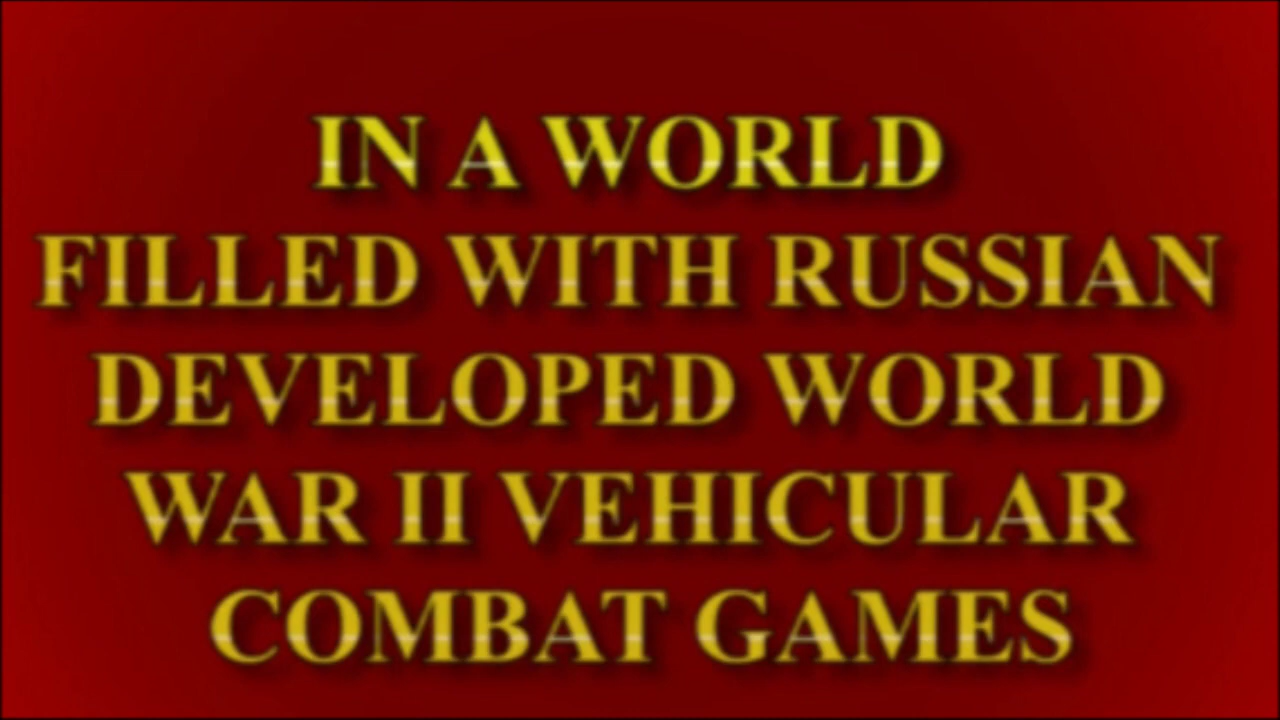 IN A WORLD
FILLED WITH RUSSIAN
DEVELOPED WORLD
WAR II VEHICULAR
COMBAT GAMES